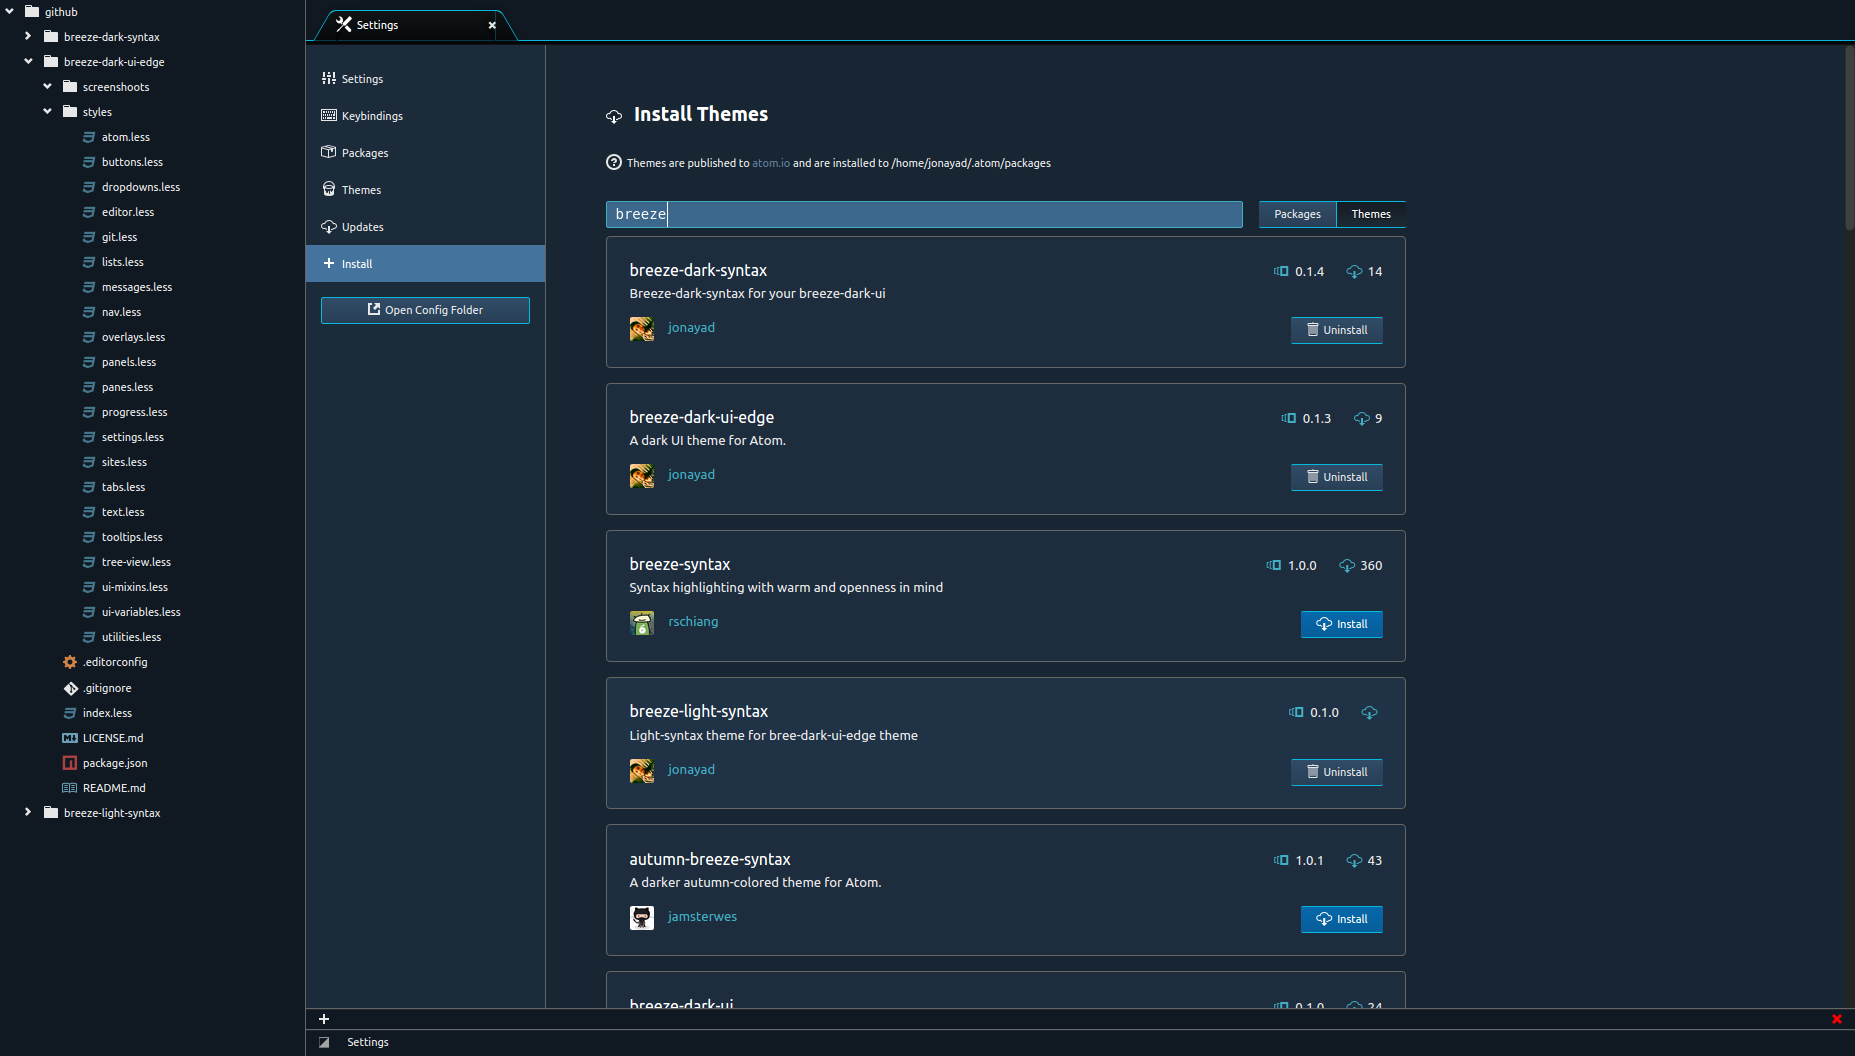 github
breeze-dark-syntax
breeze-dark-ui-edge
screenshoots
styles
atom.less
buttons.less
dropdowns.less
editor.less
git.less
lists.less
messages.less
nav.less
overlays.less
panels.less
panes.less
progress.less
settings.less
sites.less
tabs.less
text.less
tooltips.less
tree-view.less
ui-mixins.less
ui-variables.less
utilities.less
.editorconfig
.gitignore
index.less
LICENSE.md
package.json
README.md
breeze-light-syntax
Settings
Settings
Keybindings
Packages
Themes
Updates
Install
Open Config Folder
Install Themes
Themes are published to atom.io and are installed to /home/jonayad/.atom/packages
breeze
Packages Themes
breeze-dark-syntax 0.1.4 14
Breeze-dark-syntax for your breeze-dark-ui
jonayad Uninstall
breeze-dark-ui-edge 0.1.3 9
A dark UI theme for Atom.
jonayad Uninstall
breeze-syntax 1.0.0 360
Syntax highlighting with warm and openness in mind
rschiang Install
breeze-light-syntax 0.1.0
Light-syntax theme for bree-dark-ui-edge theme
jonayad Uninstall
autumn-breeze-syntax 1.0.1 43
A darker autumn-colored theme for Atom.
jamsterwes Install
breeze-dark-ui 0.1.0 24
Settings